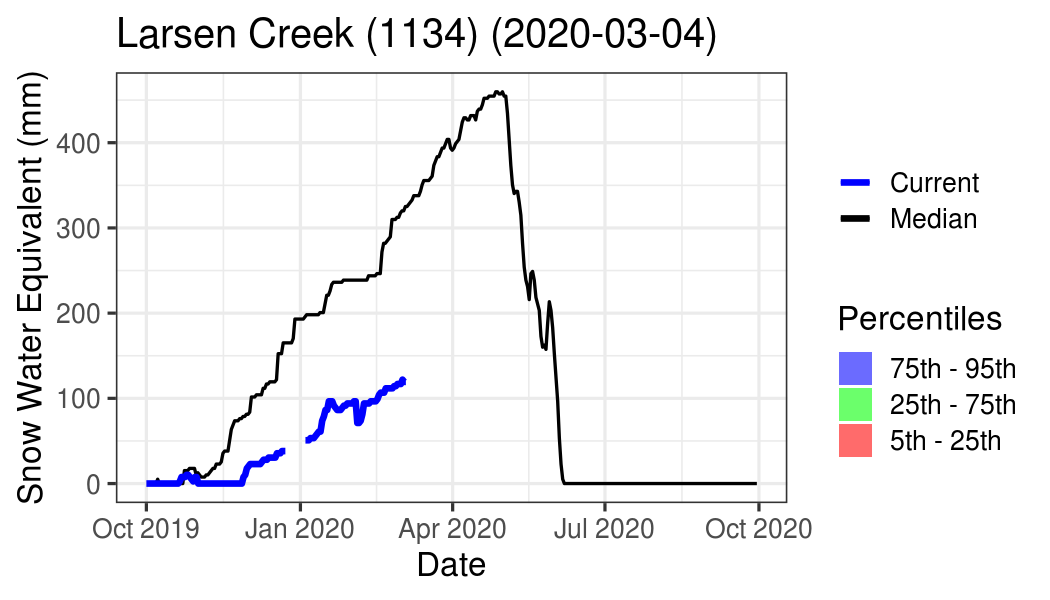 Larsen Creek (1134) (2020-03-04)
Snow Water Equivalent (mm)
400
300
200
100
0
Oct 2019
Jan 2020
Apr 2020
Jul 2020
Oct 2020
Date
Current
Median
Percentiles
75th - 95th
25th - 75th
5th - 25th